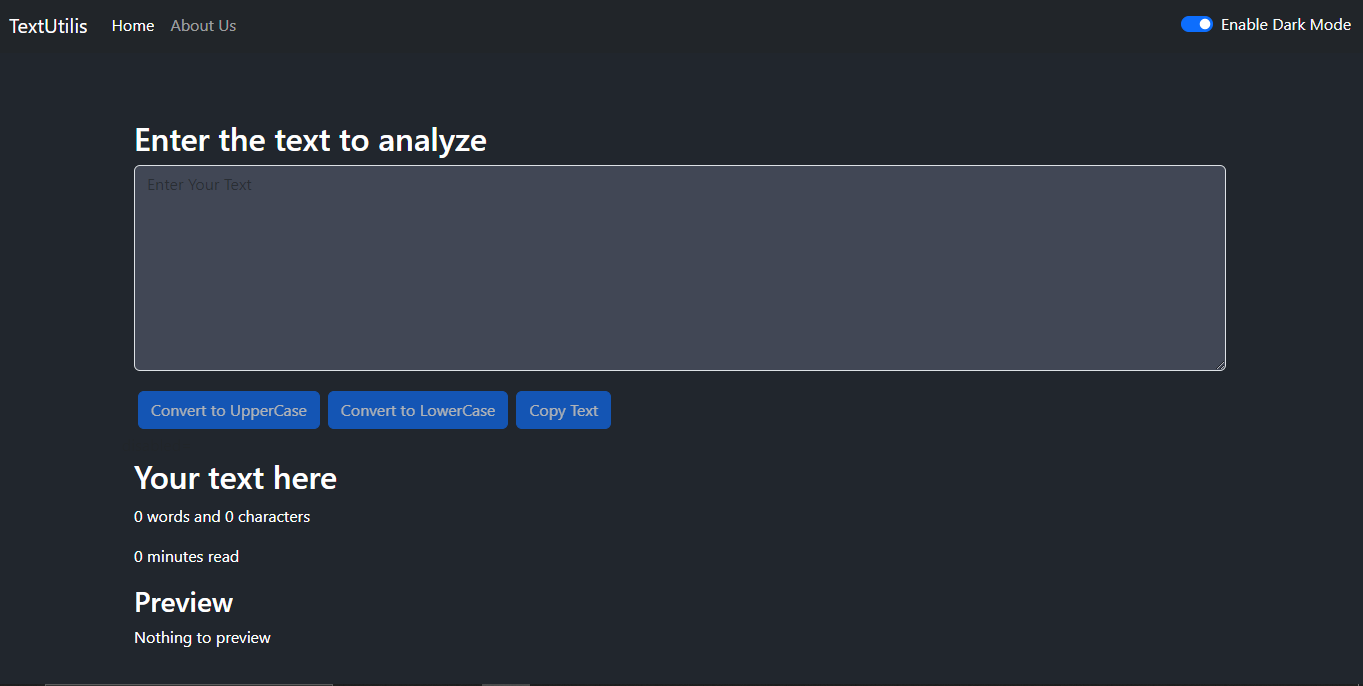 TextUtilis Home About Us Enable Dark Mode
Enter the text to analyze
Enter Your Text
Convert to UpperCase Convert to LowerCase Copy Text
Your text here
0 words and 0 characters
0 minutes read
Preview
Nothing to preview